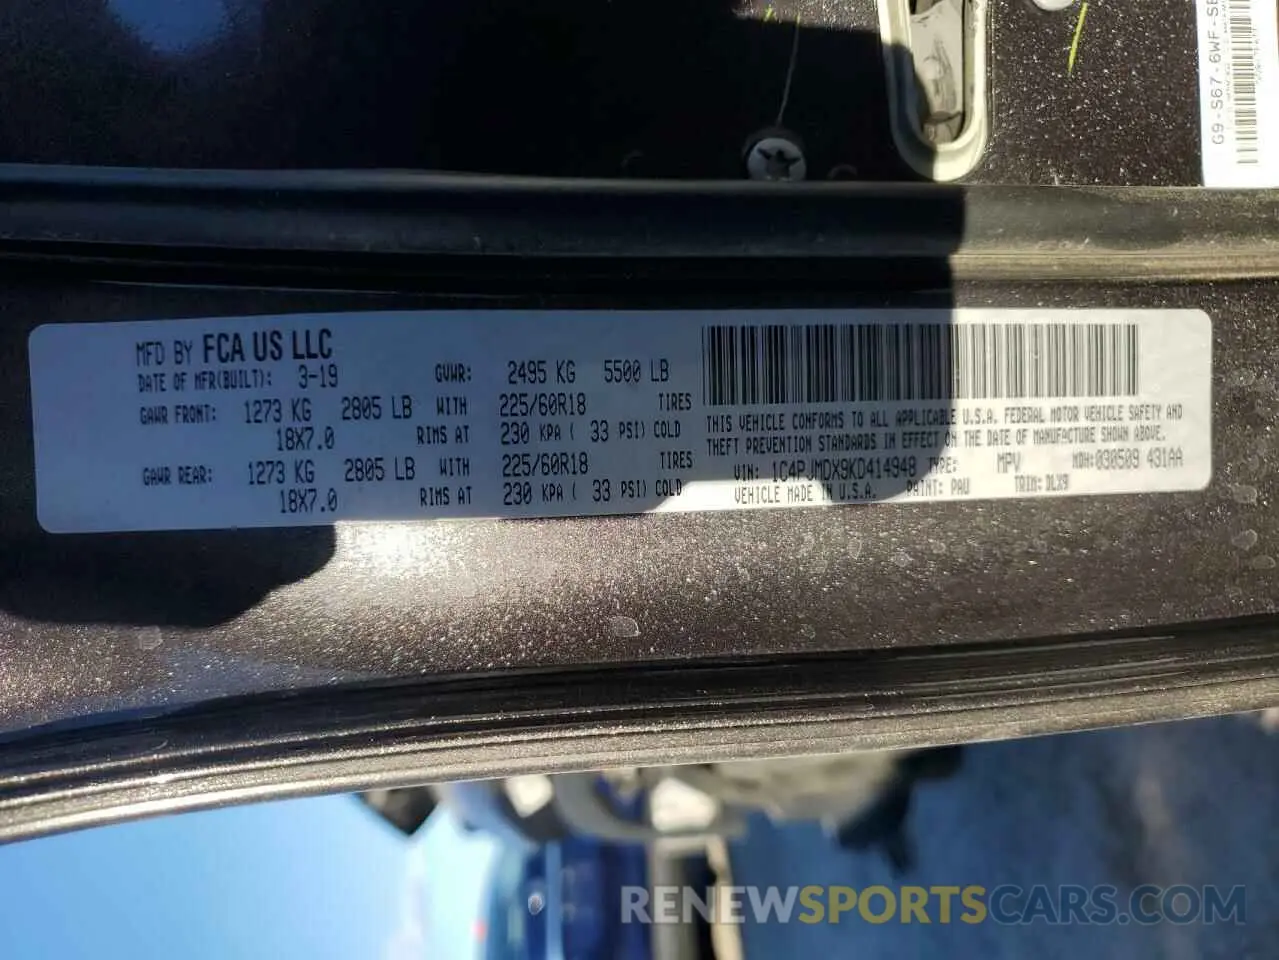 G9-S67-6WF-SE
MFD BY FCA US LLC
DATE OF MFR(BUILT): 3-19 GVWR: 2495 KG 5500 LB
GAWR FRONT: 1273 KG 2805 LB WITH 225/60R18 TIRES
18X7.0 RIMS AT 230 KPA ( 33 PSI) COLD
GAWR REAR: 1273 KG 2805 LB WITH 225/60R18 TIRES
18X7.0 RIMS AT 230 KPA ( 33 PSI) COLD
THIS VEHICLE CONFORMS TO ALL APPLICABLE U.S.A. FEDERAL MOTOR VEHICLE SAFETY AND
THEFT PREVENTION STANDARDS IN EFFECT ON THE DATE OF MANUFACTURE SHOWN ABOVE.
VIN: 1C4PJMDX9KD414948 TYPE: MPV MDH:030509 431AA
VEHICLE MADE IN U.S.A. PAINT: PAU TRIM: DLX9
RENEWSPORTSCARS.COM